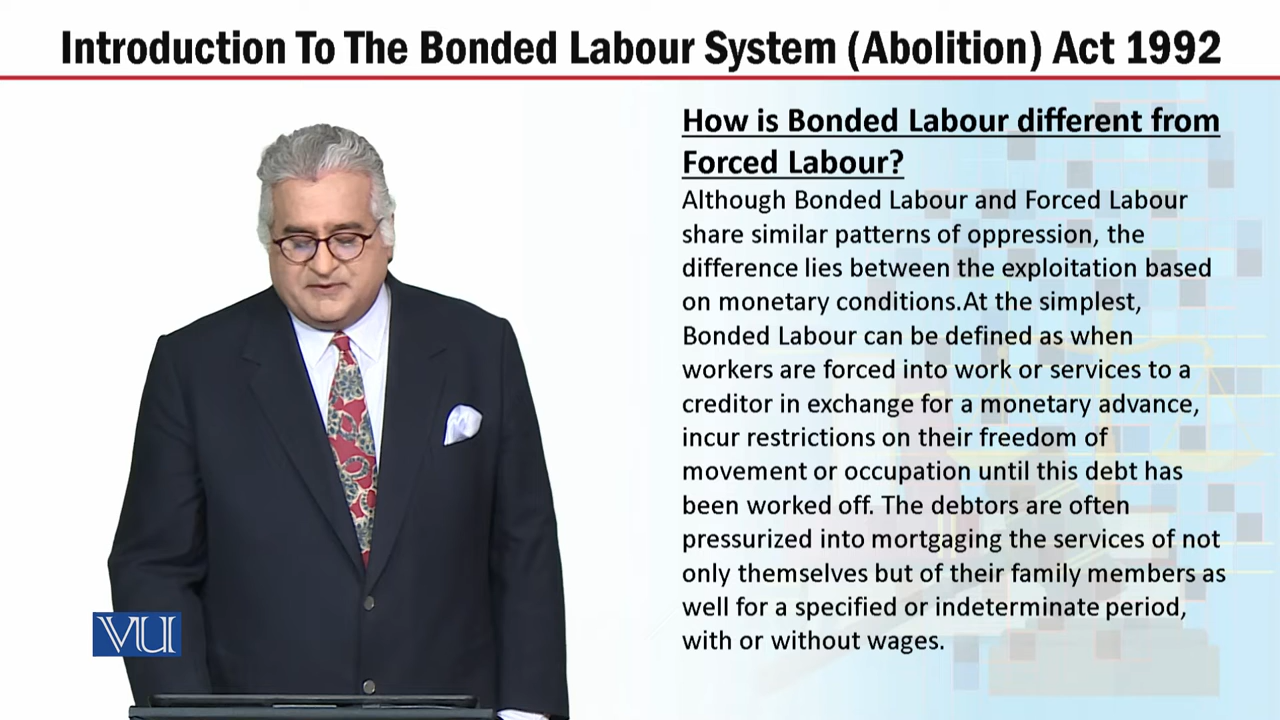 Introduction To The Bonded Labour System (Abolition) Act 1992
How is Bonded Labour different from
Forced Labour?
Although Bonded Labour and Forced Labour
share similar patterns of oppression, the
difference lies between the exploitation based
on monetary conditions.At the simplest,
Bonded Labour can be defined as when
workers are forced into work or services to a
creditor in exchange for a monetary advance,
incur restrictions on their freedom of
movement or occupation until this debt has
been worked off. The debtors are often
pressurized into mortgaging the services of not
only themselves but of their family members as
well for a specified or indeterminate period,
with or without wages.
VU